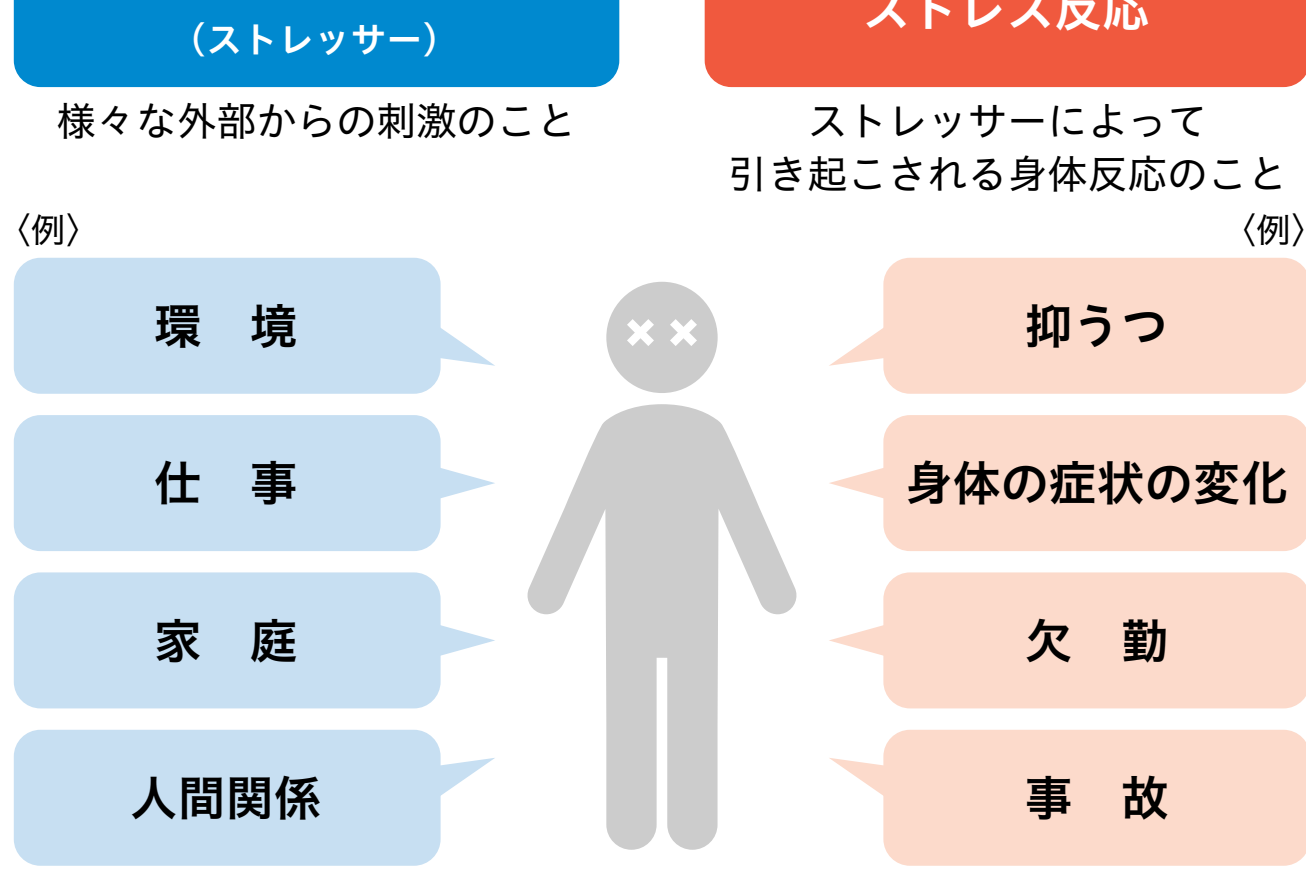 （ストレッサー）
様々な外部からの刺激のこと
〈例〉
環　境
仕　事
家　庭
人間関係
ストレス反応
ストレッサーによって
引き起こされる身体反応のこと
〈例〉
抑うつ
身体の症状の変化
欠　勤
事　故